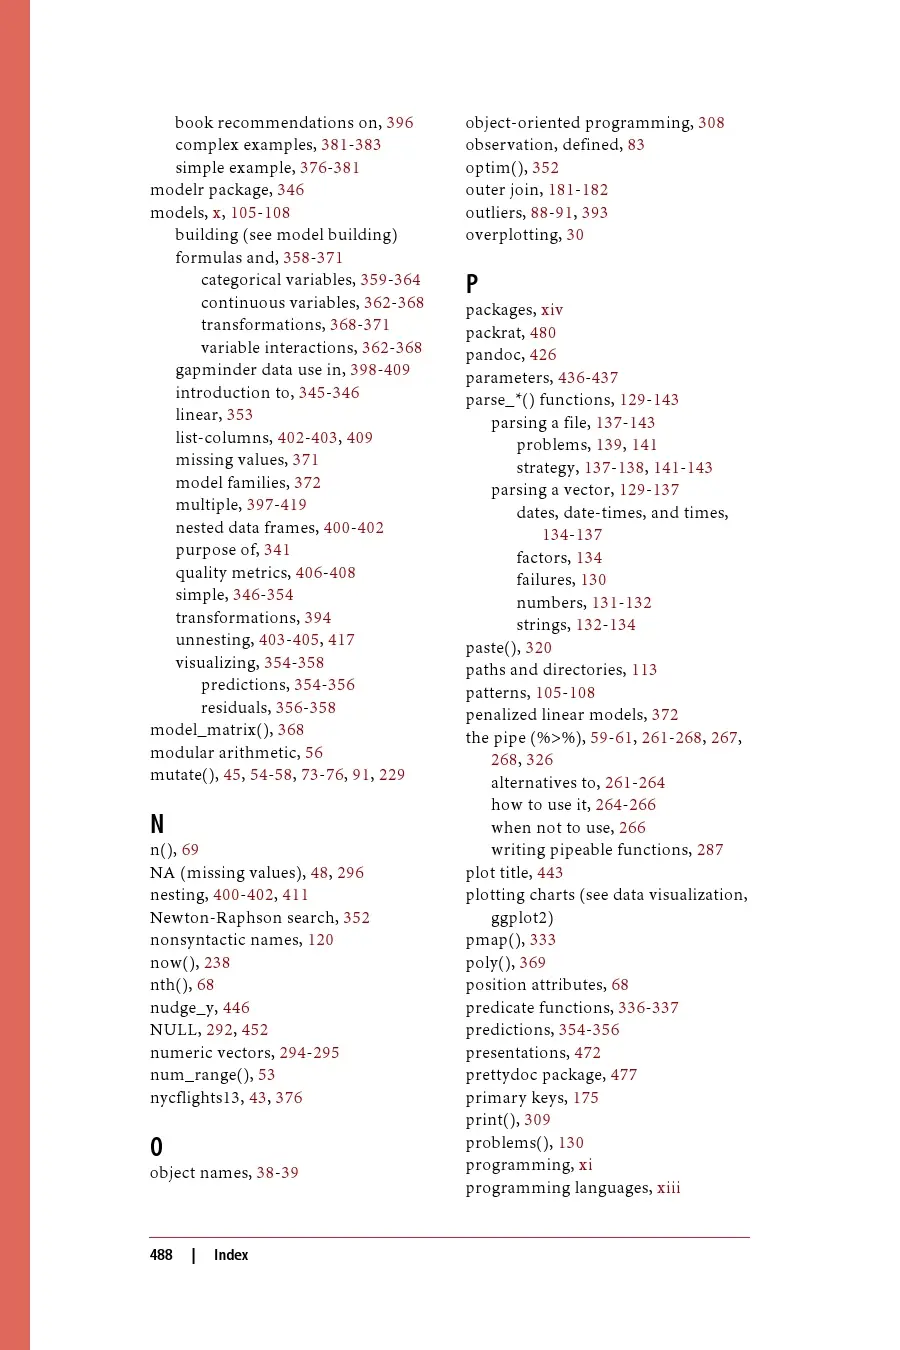 book recommendations on, 396
complex examples, 381-383
simple example, 376-381
modelr package, 346
models, x, 105-108
building (see model building)
formulas and, 358-371
categorical variables, 359-364
continuous variables, 362-368
transformations, 368-371
variable interactions, 362-368
gapminder data use in, 398-409
introduction to, 345-346
linear, 353
list-columns, 402-403, 409
missing values, 371
model families, 372
multiple, 397-419
nested data frames, 400-402
purpose of, 341
quality metrics, 406-408
simple, 346-354
transformations, 394
unnesting, 403-405, 417
visualizing, 354-358
predictions, 354-356
residuals, 356-358
model_matrix(), 368
modular arithmetic, 56
mutate(), 45, 54-58, 73-76, 91, 229
N
n(), 69
NA (missing values), 48, 296
nesting, 400-402, 411
Newton-Raphson search, 352
nonsyntactic names, 120
now(), 238
nth(), 68
nudge_y, 446
NULL, 292, 452
numeric vectors, 294-295
num_range(), 53
nycflights13, 43, 376
O
object names, 38-39
object-oriented programming, 308
observation, defined, 83
optim(), 352
outer join, 181-182
outliers, 88-91, 393
overplotting, 30
P
packages, xiv
packrat, 480
pandoc, 426
parameters, 436-437
parse_*() functions, 129-143
parsing a file, 137-143
problems, 139, 141
strategy, 137-138, 141-143
parsing a vector, 129-137
dates, date-times, and times,
134-137
factors, 134
failures, 130
numbers, 131-132
strings, 132-134
paste(), 320
paths and directories, 113
patterns, 105-108
penalized linear models, 372
the pipe (%>%), 59-61, 261-268, 267,
268, 326
alternatives to, 261-264
how to use it, 264-266
when not to use, 266
writing pipeable functions, 287
plot title, 443
plotting charts (see data visualization,
ggplot2)
pmap(), 333
poly(), 369
position attributes, 68
predicate functions, 336-337
predictions, 354-356
presentations, 472
prettydoc package, 477
primary keys, 175
print(), 309
problems(), 130
programming, xi
programming languages, xiii
488 | Index